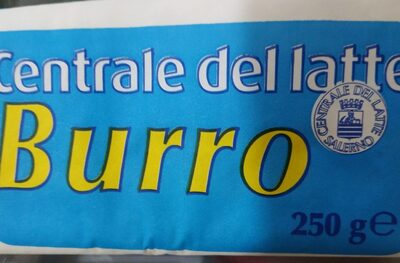 Centrale del latte
Burro
CENTRALE DEL LATTE
SALERNO
250 g e